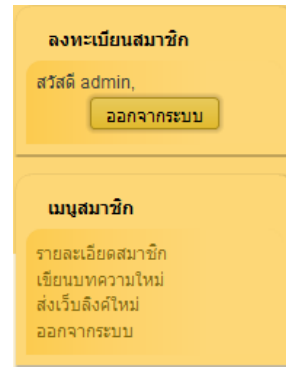 ลงทะเบียนสมาชิก
สวัสดี admin,
ออกจากระบบ
เมนูสมาชิก
รายละเอียดสมาชิก
เขียนบทความใหม่
ส่งเว็บลิงค์ใหม่
ออกจากระบบ